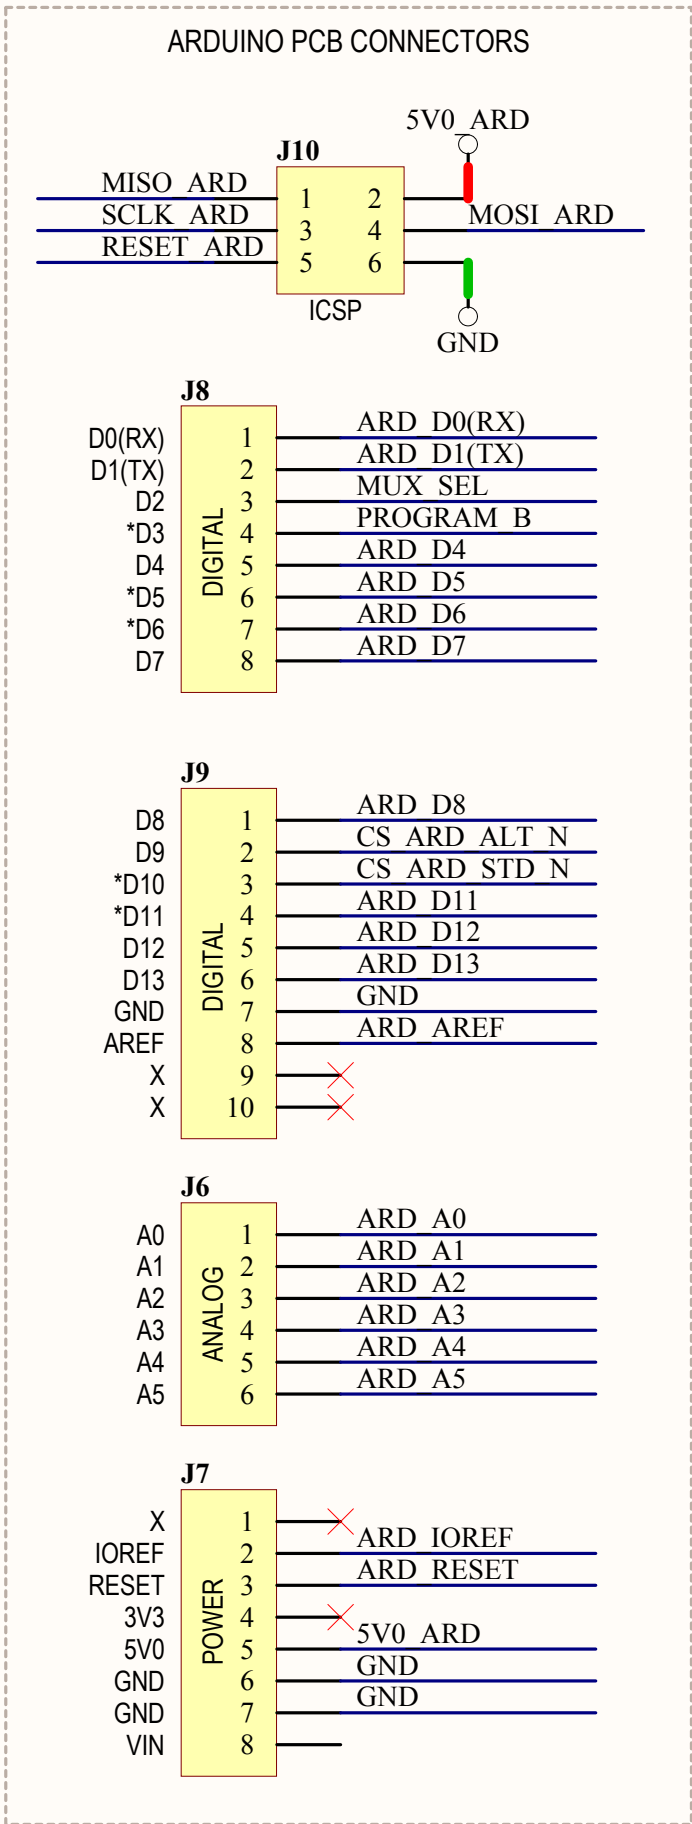 ARDUINO PCB CONNECTORS
5V0_ARD
J10
MISO_ARD 1 2
SCLK_ARD 3 4 MOSI_ARD
RESET_ARD 5 6
ICSP
GND
J8
DIGITAL
D0(RX) 1 ARD_D0(RX)
D1(TX) 2 ARD_D1(TX)
D2 3 MUX_SEL
*D3 4 PROGRAM_B
D4 5 ARD_D4
*D5 6 ARD_D5
*D6 7 ARD_D6
D7 8 ARD_D7
J9
DIGITAL
D8 1 ARD_D8
D9 2 CS_ARD_ALT_N
*D10 3 CS_ARD_STD_N
*D11 4 ARD_D11
D12 5 ARD_D12
D13 6 ARD_D13
GND 7 GND
AREF 8 ARD_AREF
X 9
X 10
J6
ANALOG
A0 1 ARD_A0
A1 2 ARD_A1
A2 3 ARD_A2
A3 4 ARD_A3
A4 5 ARD_A4
A5 6 ARD_A5
J7
POWER
X 1
IOREF 2 ARD_IOREF
RESET 3 ARD_RESET
3V3 4
5V0 5 5V0_ARD
GND 6 GND
GND 7 GND
VIN 8